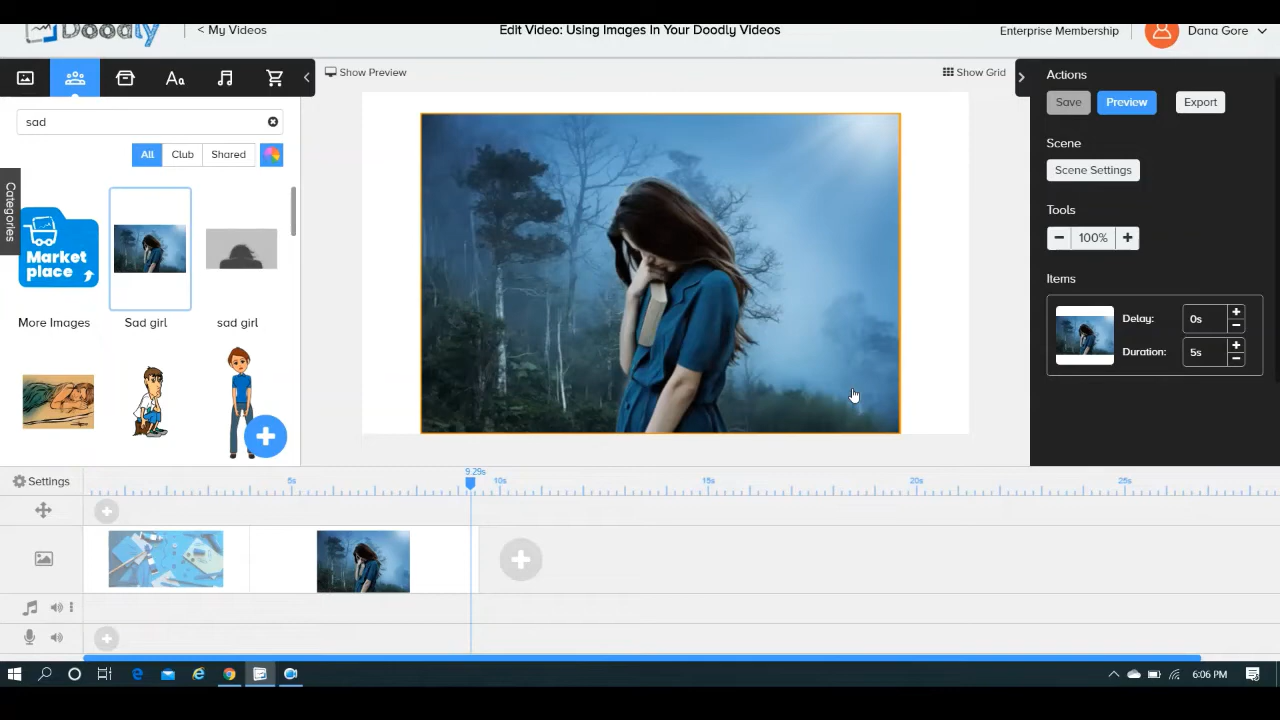 Doodly
< My Videos
Edit Video: Using Images In Your Doodly Videos
Enterprise Membership
Dana Gore
Aa
Show Preview
Show Grid
Actions
Save
Preview
Export
sad
All
Club
Shared
Scene
Scene Settings
Categories
Tools
100%
Market
place
More Images
Sad girl
sad girl
Items
Delay:
0s
Duration:
5s
Settings
5s
9.29s
10s
15s
20s
25s
6:06 PM